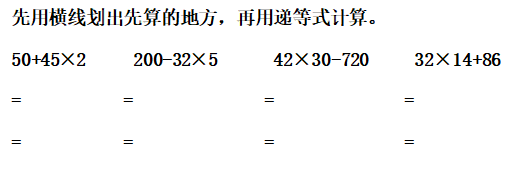 先用横线划出先算的地方，再用递等式计算。
50+45×2 200-32×5 42×30-720 32×14+86
= = = =
= = = =